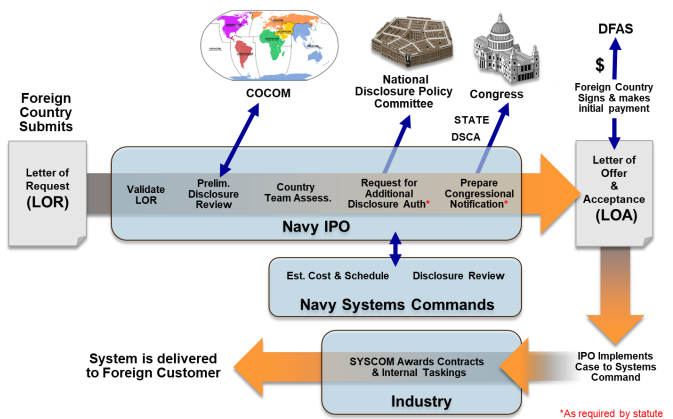 COCOM
National
Disclosure Policy
Committee
Congress
STATE
DSCA
DFAS
$
Foreign Country
Signs & makes
initial payment
Foreign
Country
Submits
Letter of
Request
(LOR)
Validate
LOR
Prelim.
Disclosure
Review
Country
Team Assess.
Request for
Additional
Disclosure Auth*
Prepare
Congressional
Notification*
Navy IPO
Letter of
Offer
&
Acceptance
(LOA)
Est. Cost & Schedule
Disclosure Review
Navy Systems Commands
IPO Implements
Case to Systems
Command
SYSCOM Awards Contracts
& Internal Taskings
Industry
System is delivered
to Foreign Customer
*As required by statute